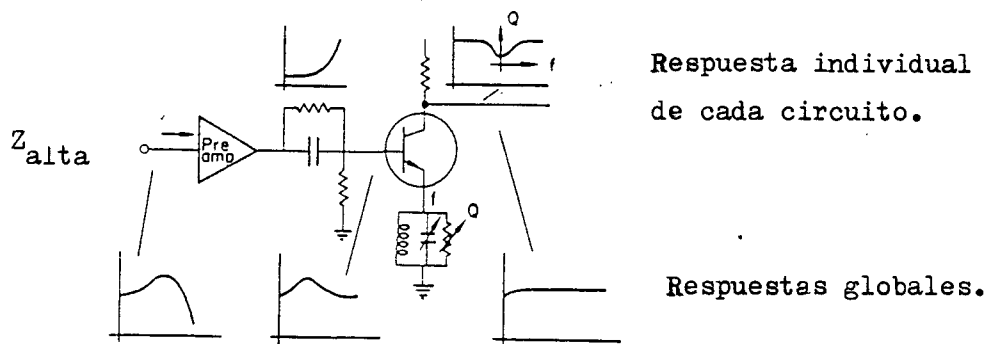 Q
f
Respuesta individual
de cada circuito.
Z alta
Pre
amp
f
Q
Respuestas globales.